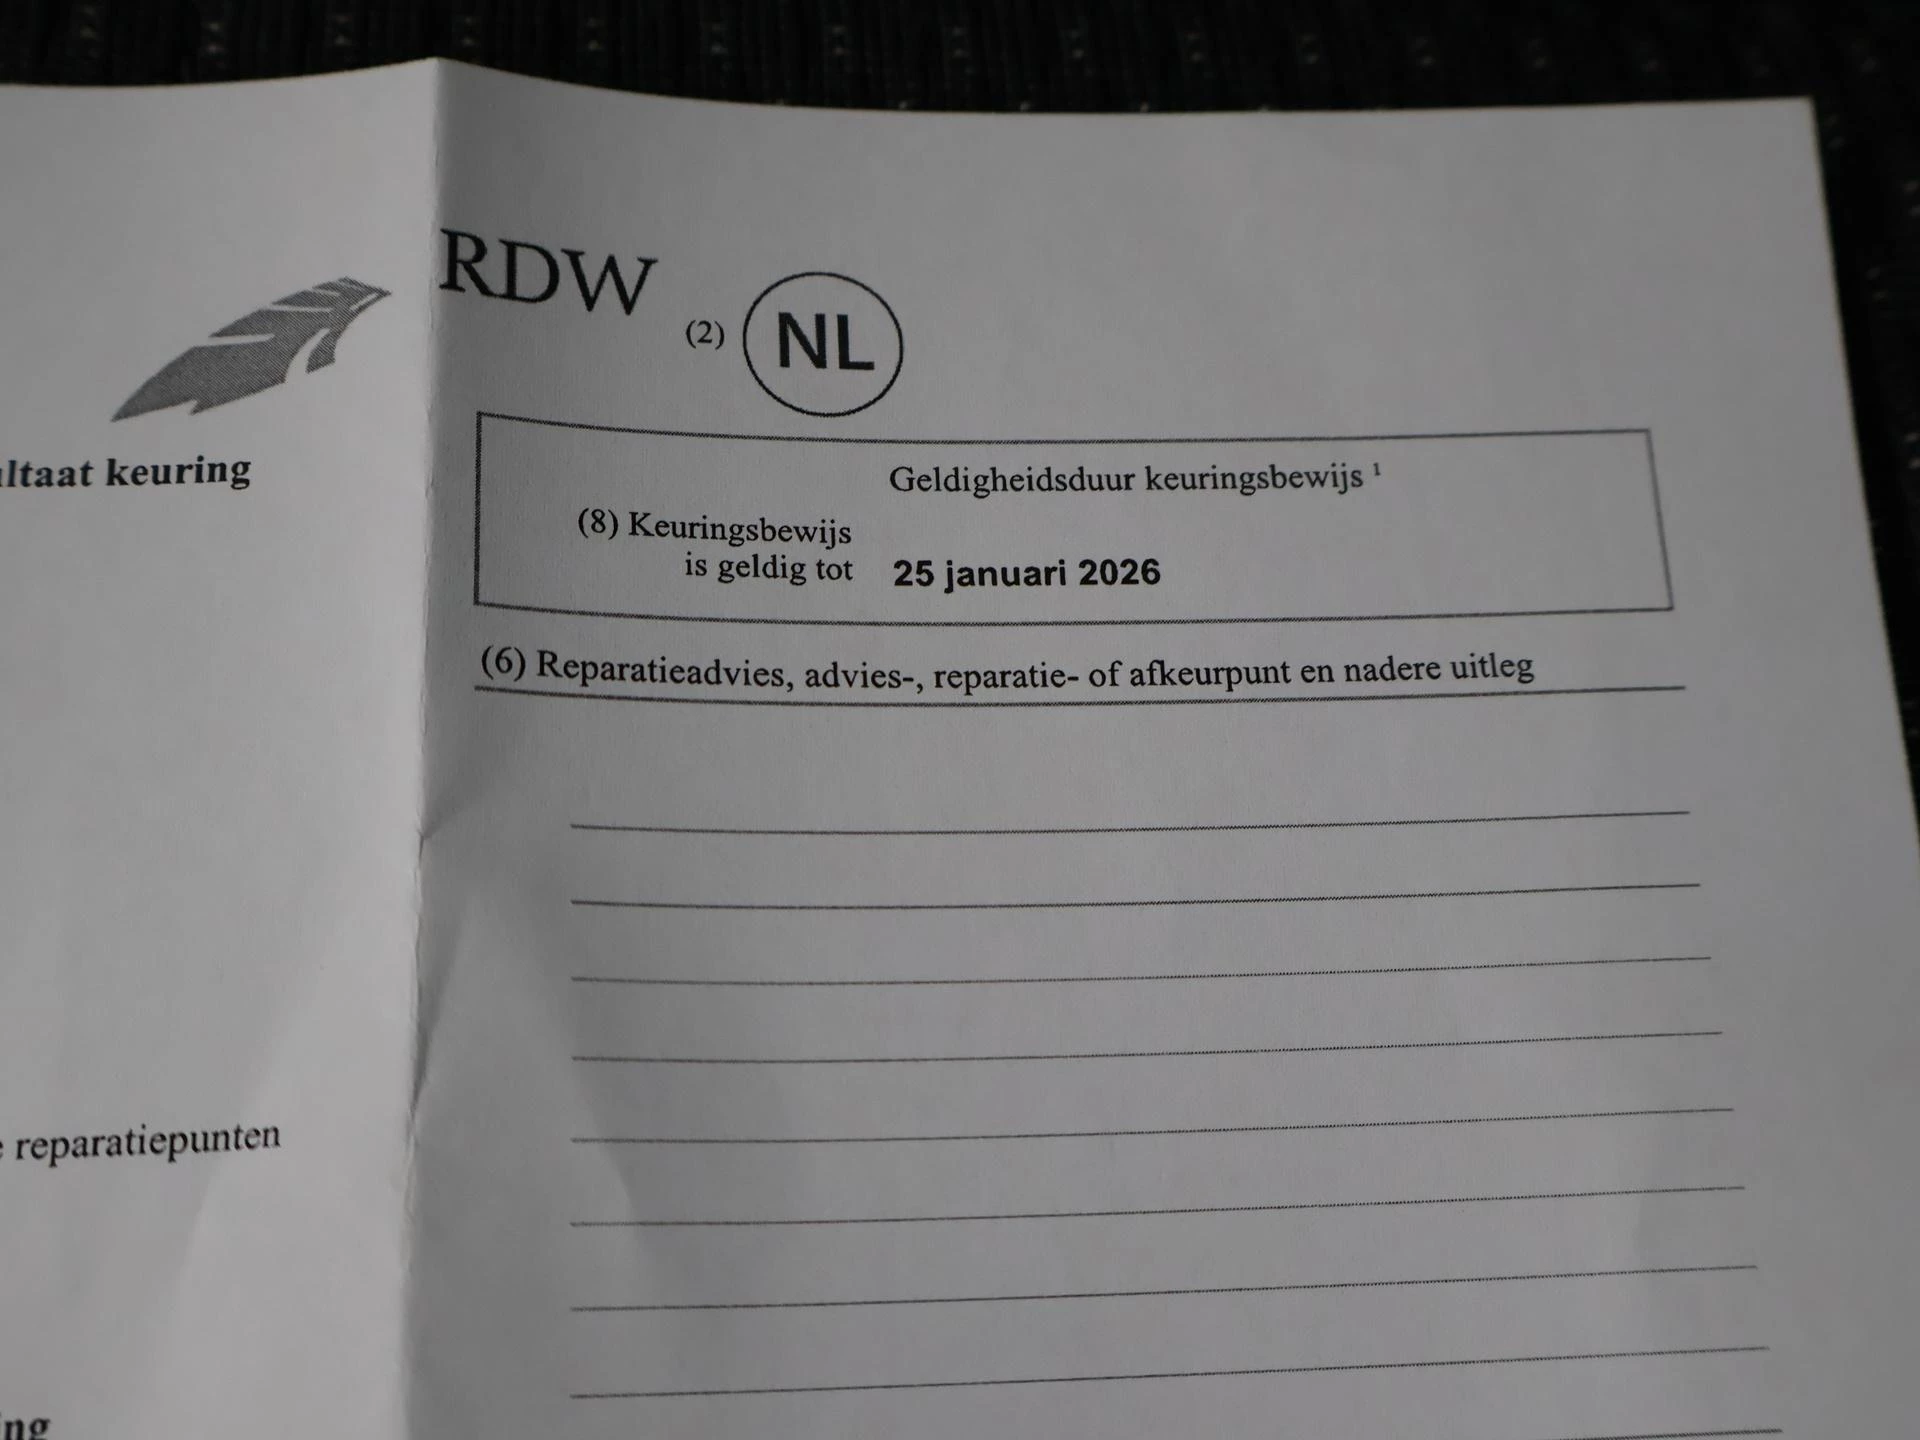 RDW
(2) NL
keuring
Geldigheidsduur keuringsbewijs ¹
(8) Keuringsbewijs
is geldig tot 25 januari 2026
(6) Reparatieadvies, advies-, reparatie- of afkeurpunt en nadere uitleg
reparatiepunten